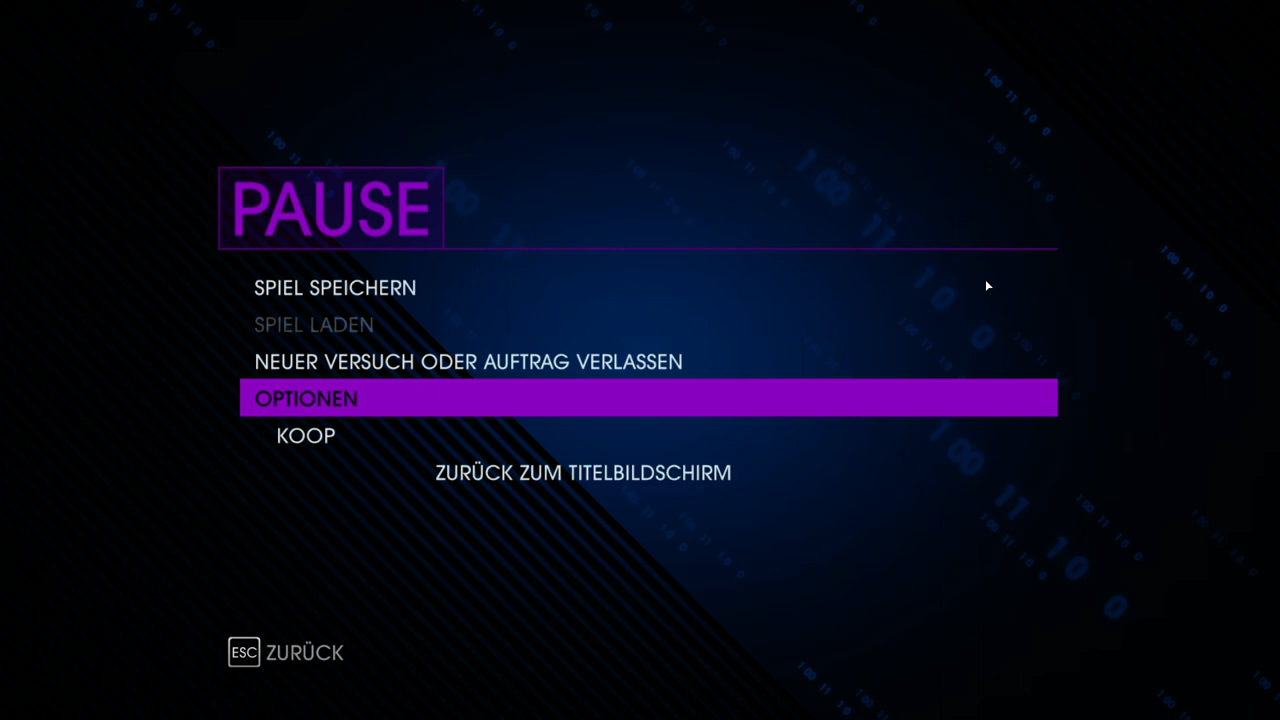 PAUSE
SPIEL SPEICHERN
SPIEL LADEN
NEUER VERSUCH ODER AUFTRAG VERLASSEN
OPTIONEN
KOOP
ZURÜCK ZUM TITELBILDSCHIRM
ESC ZURÜCK